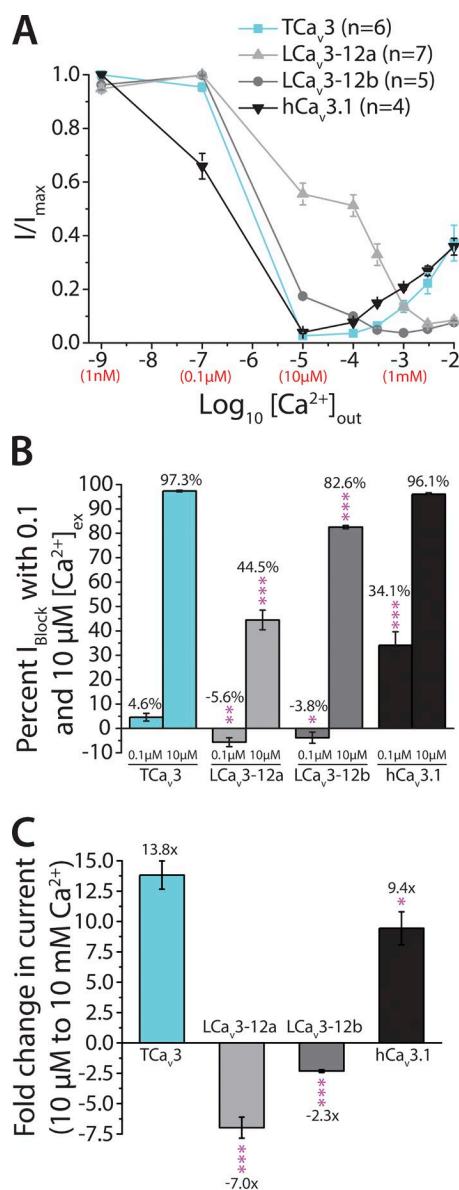 A
TCav3 (n=6)
LCav3-12a (n=7)
LCav3-12b (n=5)
hCav3.1 (n=4)
I/Imax
1.0
0.8
0.6
0.4
0.2
0.0
-9 -8 -7 -6 -5 -4 -3 -2
(1nM) (0.1μM) (10μM) (1mM)
Log10 [Ca2+]out
B
Percent IBlock with 0.1
and 10 μM [Ca2+]ex
100
90
80
70
60
50
40
30
20
10
0
-10
97.3%
82.6%
96.1%
***
44.5%
***
34.1%
***
4.6%
-5.6%
**
-3.8%
*
0.1μM 10μM 0.1μM 10μM 0.1μM 10μM 0.1μM 10μM
TCav3 LCav3-12a LCav3-12b hCav3.1
C
Fold change in current
(10 μM to 10 mM Ca2+)
15.0
12.5
10.0
7.5
5.0
2.5
0.0
-2.5
-5.0
-7.5
13.8x
9.4x
*
LCav3-12a LCav3-12b
TCav3 hCav3.1
***
-2.3x
***
-7.0x